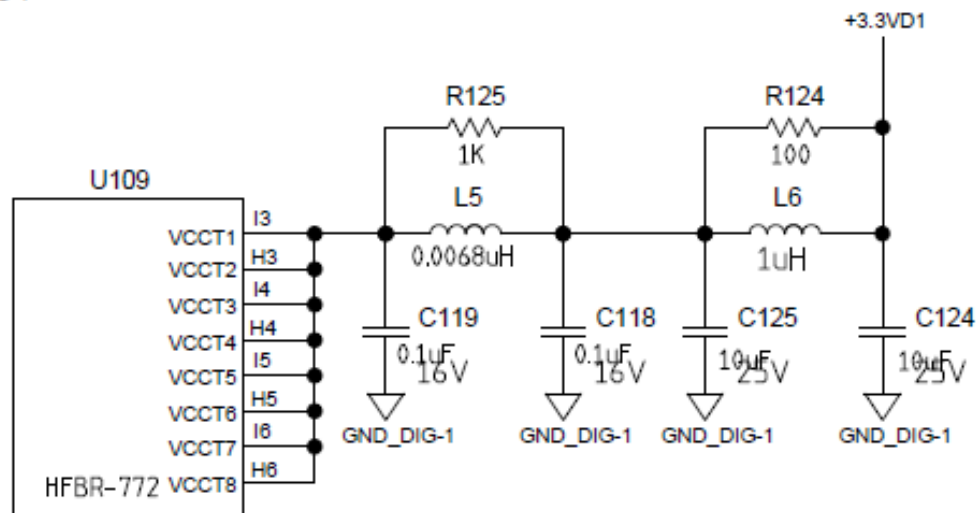 +3.3VD1
R125
R124
1K
100
U109
L5
L6
VCCT1 I3
0.0068uH
1uH
VCCT2 H3
VCCT3 I4
VCCT4 H4
C119
C118
C125
C124
0.1uF
16V
0.1uF
16V
10uF
25V
10uF
25V
VCCT5 I5
VCCT6 H5
GND_DIG-1
GND_DIG-1
GND_DIG-1
GND_DIG-1
VCCT7 I6
HFBR-772 VCCT8 H6